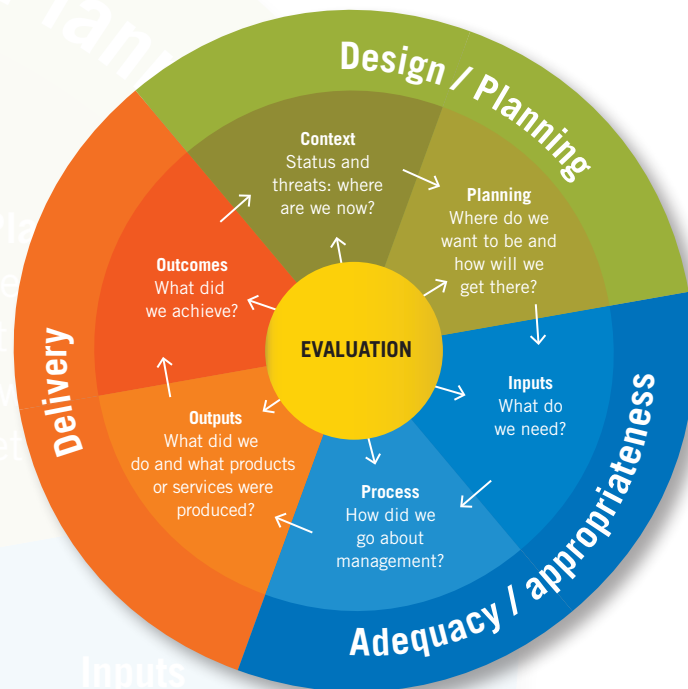 Design / Planning
Context
Status and
threats: where
are we now?
Planning
Where do we
want to be and
how will we
get there?
Outcomes
What did
we achieve?
EVALUATION
Inputs
What do
we need?
Delivery
Outputs
What did we
do and what products
or services were
produced?
Process
How did we
go about
management?
Adequacy / appropriateness
Inputs